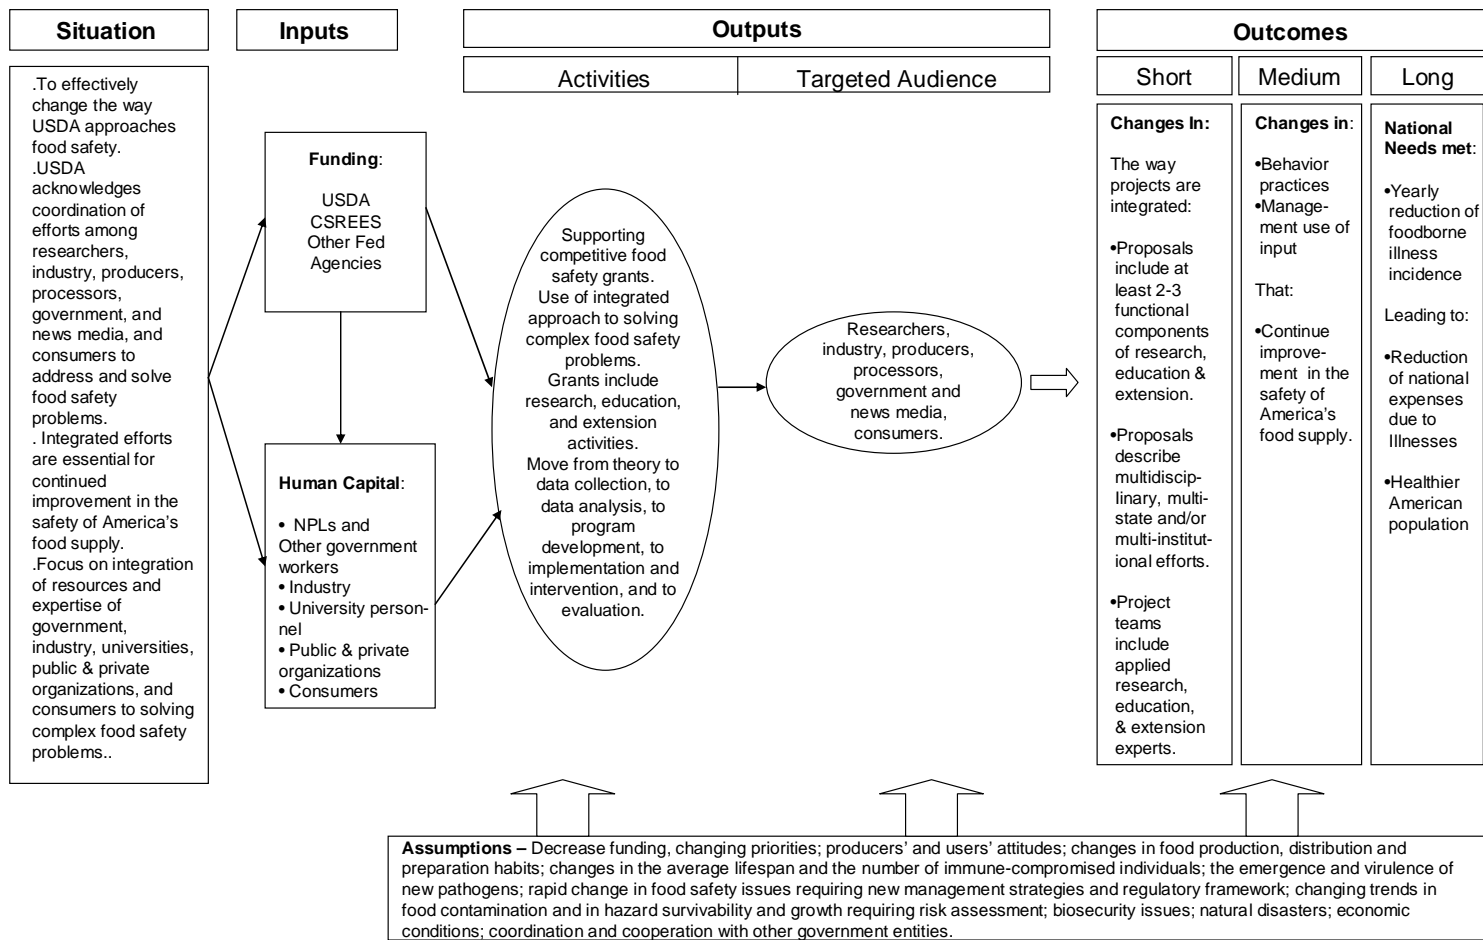 Situation
Inputs
Outputs
Activities
Targeted Audience
Outcomes
Short
Medium
Long
.To effectively
change the way
USDA approaches
food safety.
.USDA
acknowledges
coordination of
efforts among
researchers,
industry, producers,
processors,
government, and
news media, and
consumers to
address and solve
food safety
problems.
. Integrated efforts
are essential for
continued
improvement in the
safety of America's
food supply.
.Focus on integration
of resources and
expertise of
government,
industry, universities,
public & private
organizations, and
consumers to solving
complex food safety
problems..
Funding:
USDA
CSREES
Other Fed
Agencies
Human Capital:
• NPLs and
Other government
workers
• Industry
• University person-
nel
• Public & private
organizations
• Consumers
Supporting
competitive food
safety grants.
Use of integrated
approach to solving
complex food safety
problems.
Grants include
research, education,
and extension
activities.
Move from theory to
data collection, to
data analysis, to
program
development, to
implementation and
intervention, and to
evaluation.
Researchers,
industry, producers,
processors,
government and
news media,
consumers.
Changes In:
The way
projects are
integrated:
•Proposals
include at
least 2-3
functional
components
of research,
education &
extension.
•Proposals
describe
multidiscip-
linary, multi-
state and/or
multi-institut-
ional efforts.
•Project
teams
include
applied
research,
education,
& extension
experts.
Changes in:
•Behavior
practices
•Manage-
ment use of
input
That:
•Continue
improve-
ment in the
safety of
America's
food supply.
National
Needs met:
•Yearly
reduction of
foodborne
illness
incidence
Leading to:
•Reduction
of national
expenses
due to
Illnesses
•Healthier
American
population
Assumptions – Decrease funding, changing priorities; producers' and users' attitudes; changes in food production, distribution and
preparation habits; changes in the average lifespan and the number of immune-compromised individuals; the emergence and virulence of
new pathogens; rapid change in food safety issues requiring new management strategies and regulatory framework; changing trends in
food contamination and in hazard survivability and growth requiring risk assessment; biosecurity issues; natural disasters; economic
conditions; coordination and cooperation with other government entities.